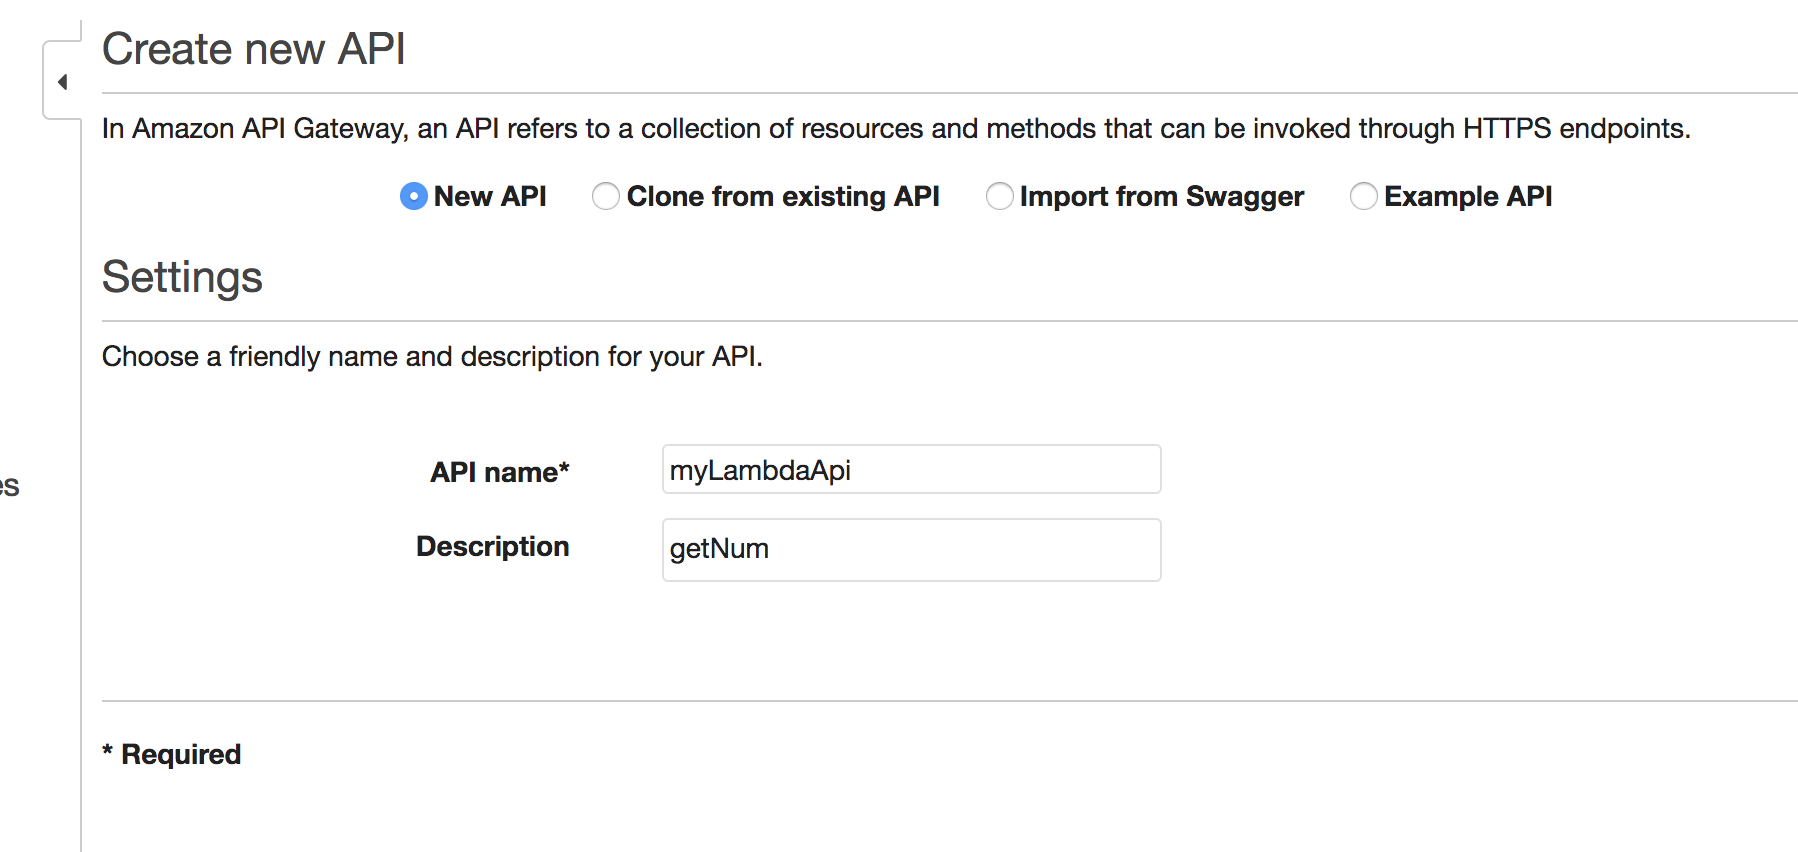 Create new API
In Amazon API Gateway, an API refers to a collection of resources and methods that can be invoked through HTTPS endpoints.
New API Clone from existing API Import from Swagger Example API
Settings
Choose a friendly name and description for your API.
API name* myLambdaApi
es
Description getNum
* Required